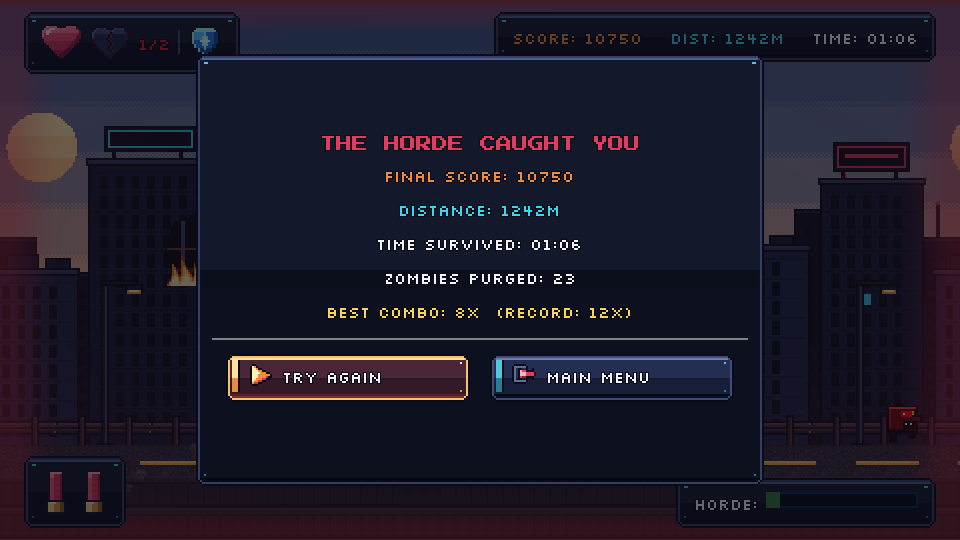 1/2
SCORE: 10750 DIST: 1242M TIME: 01:06
THE HORDE CAUGHT YOU
FINAL SCORE: 10750
DISTANCE: 1242M
TIME SURVIVED: 01:06
ZOMBIES PURGED: 23
BEST COMBO: 8X (RECORD: 12X)
TRY AGAIN
MAIN MENU
HORDE: